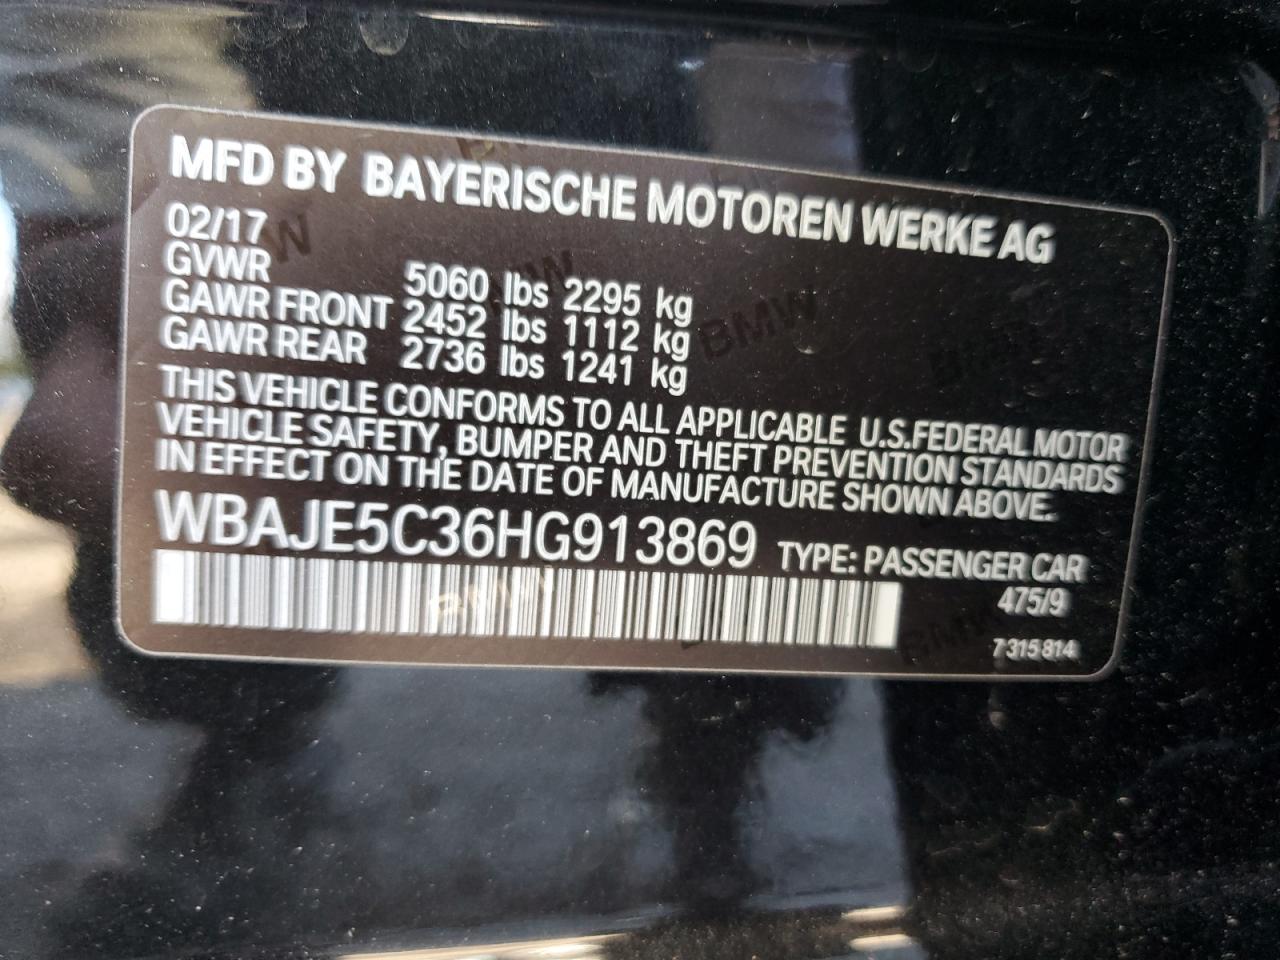 MFD BY BAYERISCHE MOTOREN WERKE AG
02/17
GVWR 5060 lbs 2295 kg
GAWR FRONT 2452 lbs 1112 kg
GAWR REAR 2736 lbs 1241 kg
THIS VEHICLE CONFORMS TO ALL APPLICABLE U.S.FEDERAL MOTOR
VEHICLE SAFETY, BUMPER AND THEFT PREVENTION STANDARDS
IN EFFECT ON THE DATE OF MANUFACTURE SHOWN ABOVE.
WBAJE5C36HG913869 TYPE: PASSENGER CAR
475/9
7 315 814
BMW
BMW
BMW